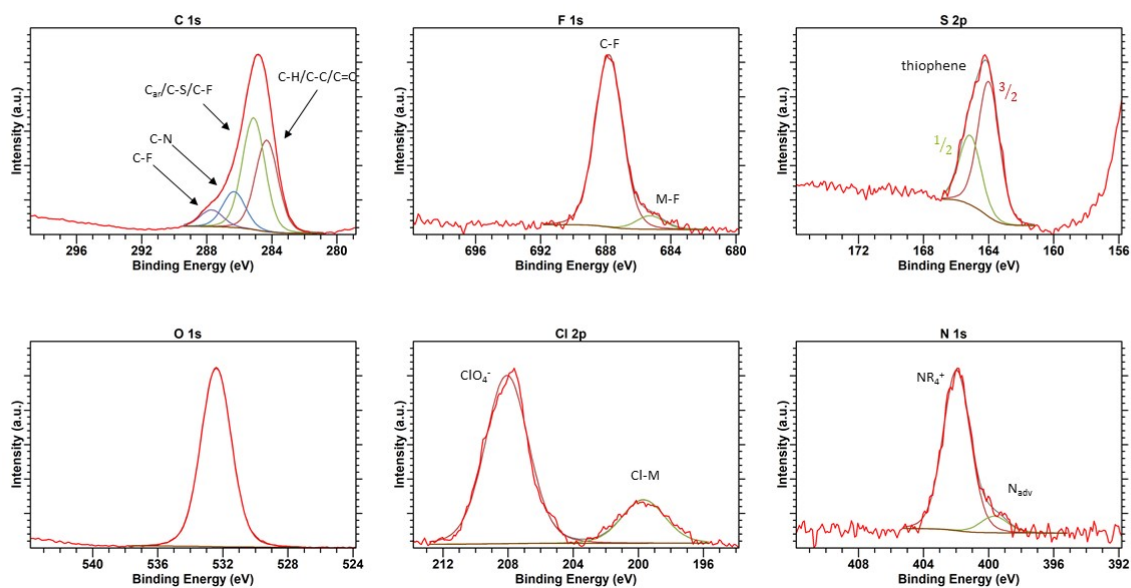 C 1s
Intensity (a.u.)
C-H/C-C/C=C
Car/C-S/C-F
C-N
C-F
296 292 288 284 280
Binding Energy (eV)
F 1s
Intensity (a.u.)
C-F
M-F
696 692 688 684 680
Binding Energy (eV)
S 2p
Intensity (a.u.)
thiophene
3/2
1/2
172 168 164 160 156
Binding Energy (eV)
O 1s
Intensity (a.u.)
540 536 532 528 524
Binding Energy (eV)
Cl 2p
Intensity (a.u.)
ClO4-
Cl-M
212 208 204 200 196
Binding Energy (eV)
N 1s
Intensity (a.u.)
NR4+
Nadv
408 404 400 396 392
Binding Energy (eV)